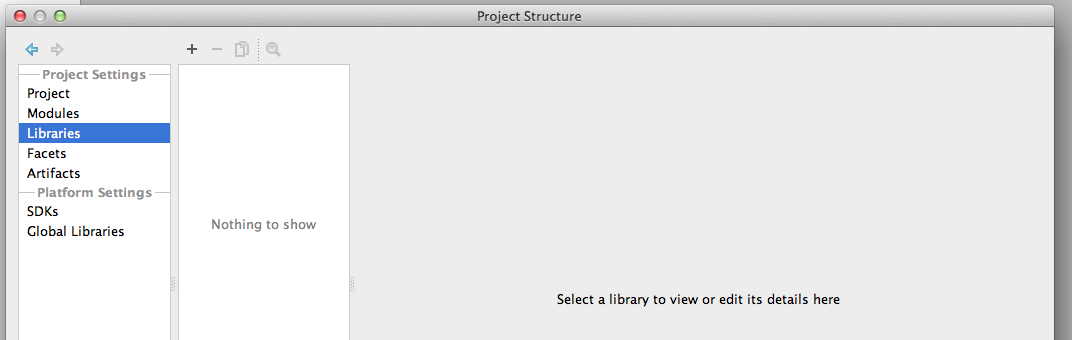 Project Structure
Project Settings
Project
Modules
Libraries
Facets
Artifacts
Platform Settings
SDKs
Global Libraries
Nothing to show
Select a library to view or edit its details here